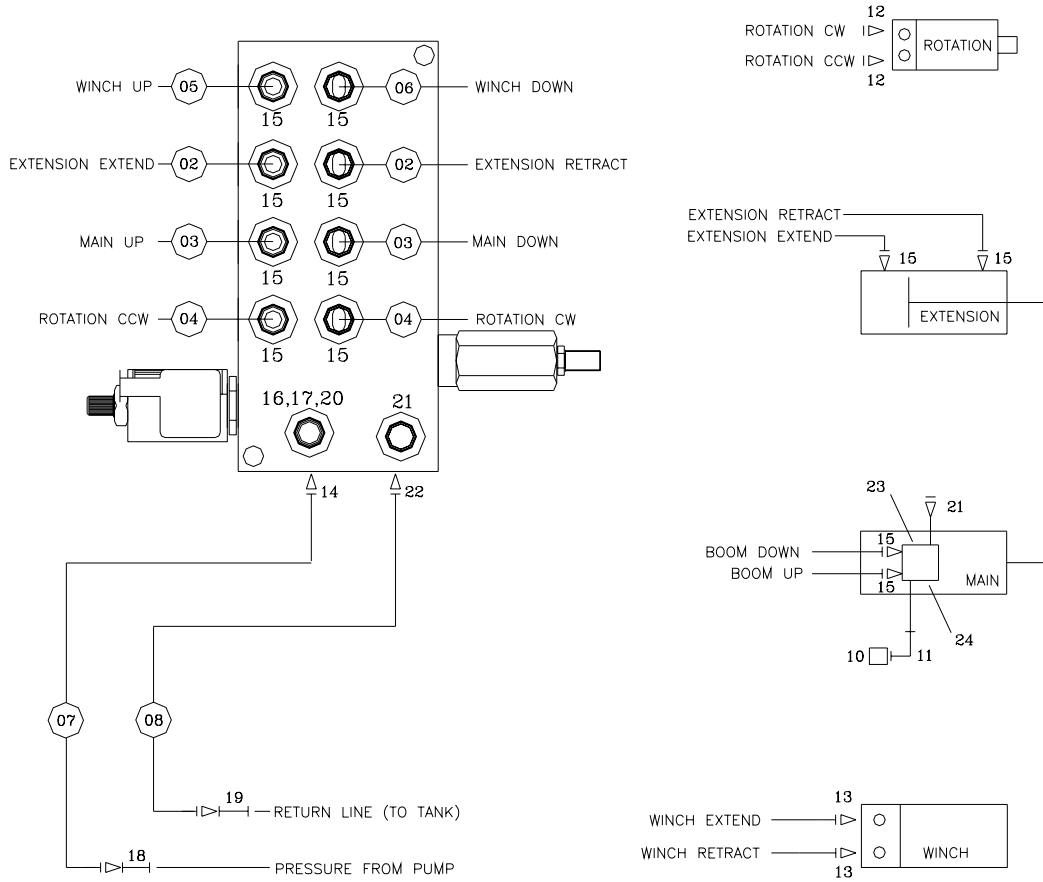 WINCH UP 05 06 WINCH DOWN
15 15
EXTENSION EXTEND 02 02 EXTENSION RETRACT
15 15
MAIN UP 03 03 MAIN DOWN
15 15
ROTATION CCW 04 04 ROTATION CW
15 15
16,17,20 21
14 22
07 08
19 RETURN LINE (TO TANK)
18 PRESSURE FROM PUMP
12
ROTATION CW
ROTATION
ROTATION CCW
12
EXTENSION RETRACT
EXTENSION EXTEND
15 15
EXTENSION
23
21
15
BOOM DOWN
BOOM UP
MAIN
15
24
10 11
13
WINCH EXTEND
WINCH RETRACT
WINCH
13